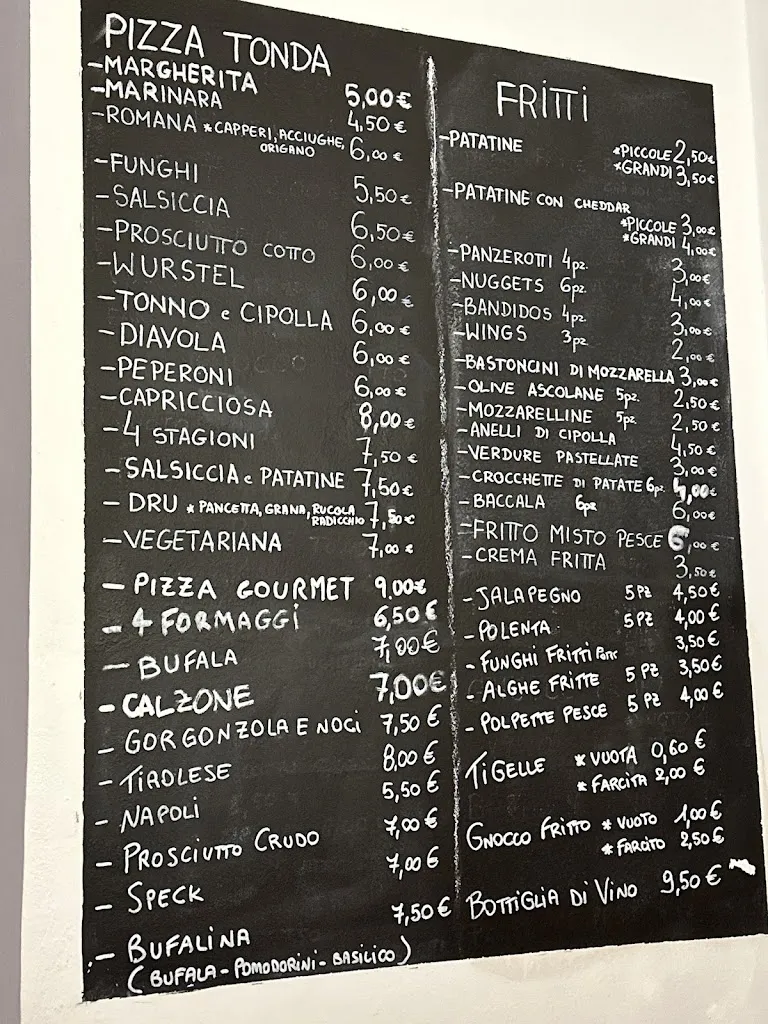 PIZZA TONDA
-MARGHERITA 5,00€
-MARINARA 4,50€
-ROMANA *CAPPERI, ACCIUGHE, 6,00€
ORIGANO
-FUNGHI 5,50€
-SALSICCIA 6,50€
-PROSCIUTTO COTTO 6,00€
-WURSTEL 6,00€
-TONNO e CIPOLLA 6,00€
-DIAVOLA 6,00€
-PEPERONI 6,00€
-CAPRICCIOSA 8,00€
-4 STAGIONI 7,50€
-SALSICCIA e PATATINE 7,50€
-DRU * PANCETTA, GRANA, RUCOLA 7,50€
RADICCHIO
-VEGETARIANA 7,00€
-PIZZA GOURMET 9,00€
-4 FORMAGGI 6,50€
-BUFALA 7,00€
-CALZONE 7,00€
-GORGONZOLA E NOCI 7,50€
-TIROLESE 8,00€
-NAPOLI 5,50€
-PROSCIUTTO CRUDO 7,00€
-SPECK 7,00€
-BUFALINA 7,50€
(BUFALA - POMODORINI - BASILICO)
FRITTI
-PATATINE *PICCOLE 2,50€
*GRANDI 3,50€
-PATATINE CON CHEDDAR
*PICCOLE 3,00€
*GRANDI 4,00€
-PANZEROTTI 4pz. 3,00€
-NUGGETS 6pz. 4,00€
-BANDIDOS 4pz. 3,00€
-WINGS 3pz. 2,00€
-BASTONCINI DI MOZZARELLA 3,00€
-OLIVE ASCOLANE 5pz. 2,50€
-MOZZARELLINE 5pz. 2,50€
-ANELLI DI CIPOLLA 4,50€
-VERDURE PASTELLATE 3,00€
-CROCCHETTE DI PATATE 6pz. 4,00€
-BACCALA 6pz. 6,00€
-FRITTO MISTO PESCE 6,00€
-CREMA FRITTA 3,50€
-JALAPEGNO 5 PZ 4,50€
-POLENTA 5 PZ 4,00€
-FUNGHI FRITTI 3,50€
-ALGHE FRITTE 5 PZ 3,50€
-POLPETTE PESCE 5 PZ 4,00€
TIGELLE * VUOTA 0,60€
* FARCITA 2,00€
GNOCCO FRITTO * VUOTO 1,00€
* FARCITO 2,50€
BOTTIGLIA DI VINO 9,50€